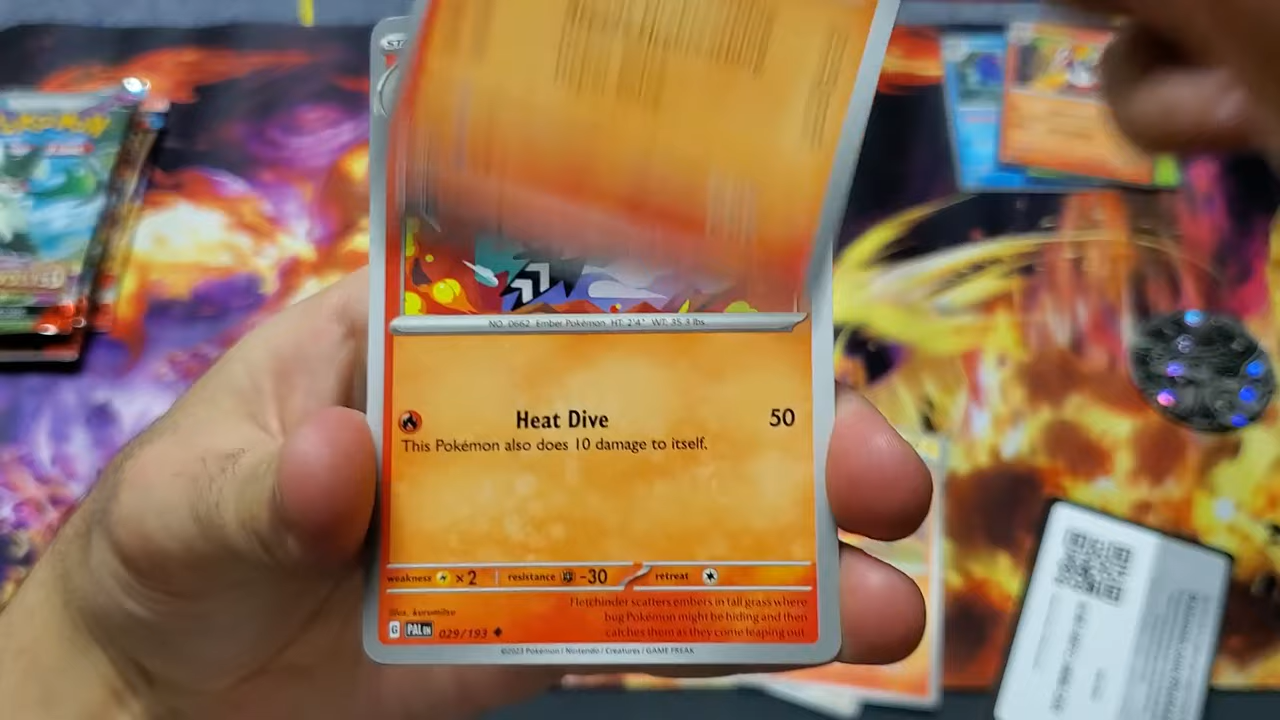 STA
POKÉMON
NO. 0662 Ember Pokémon HT: 2'4" WT: 35.3 lbs
Heat Dive 50
This Pokémon also does 10 damage to itself.
weakness ×2 resistance -30 retreat
Illus. kurumitsu
Fletchinder scatters embers in tall grass where
bug Pokémon might be hiding and then
catches them as they come leaping out.
G PAL EN 029/193
©2023 Pokémon / Nintendo / Creatures / GAME FREAK